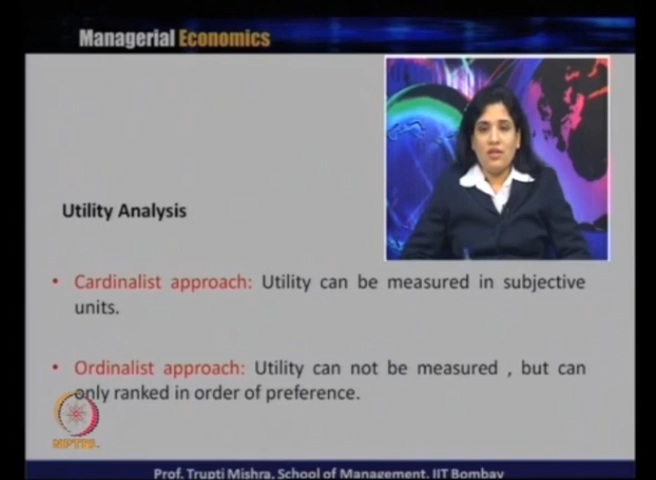 Managerial Economics
Utility Analysis
• Cardinalist approach: Utility can be measured in subjective
units.
• Ordinalist approach: Utility can not be measured , but can
only ranked in order of preference.
NPTEL
Prof. Trupti Mishra, School of Management, IIT Bombay